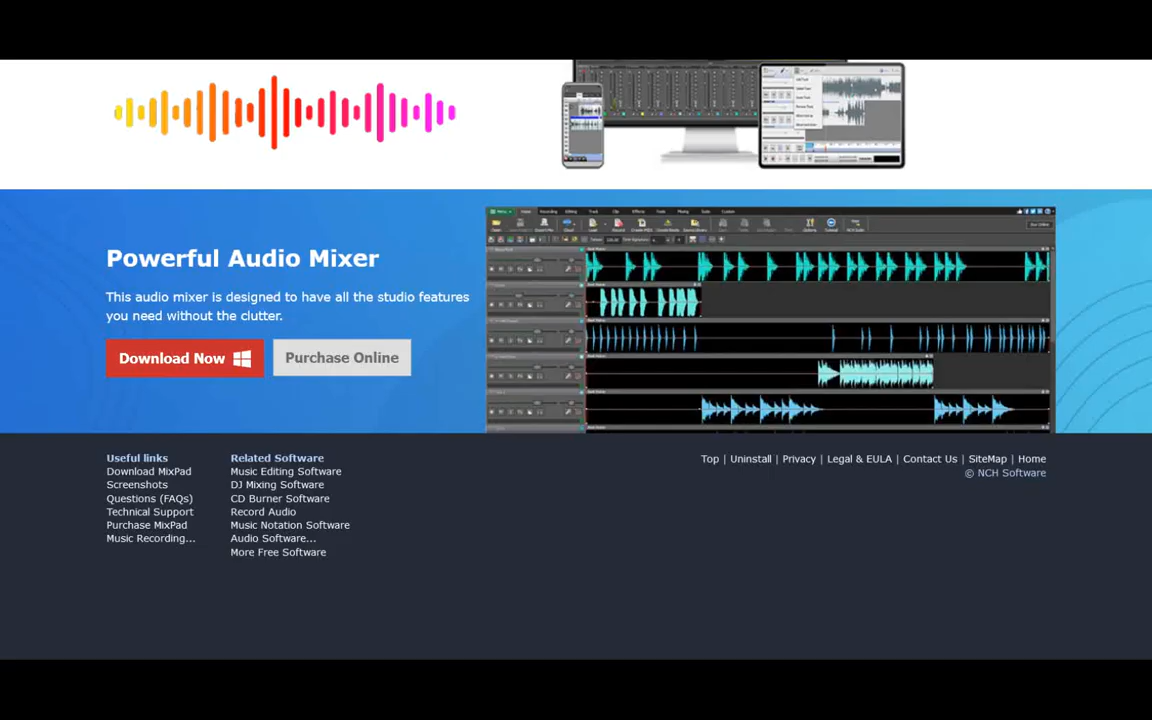 Powerful Audio Mixer
This audio mixer is designed to have all the studio features
you need without the clutter.
Download Now
Purchase Online
Useful links
Download MixPad
Screenshots
Questions (FAQs)
Technical Support
Purchase MixPad
Music Recording...
Related Software
Music Editing Software
DJ Mixing Software
CD Burner Software
Record Audio
Music Notation Software
Audio Software...
More Free Software
Top | Uninstall | Privacy | Legal & EULA | Contact Us | SiteMap | Home
© NCH Software